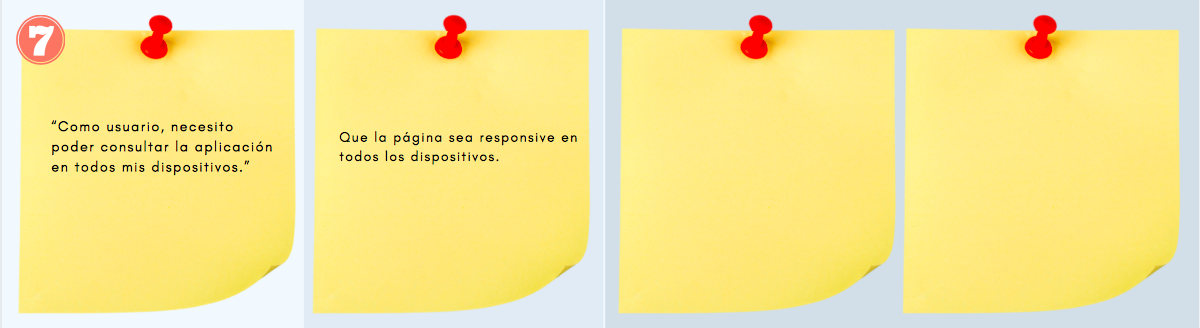 7
“Como usuario, necesito
poder consultar la aplicación
en todos mis dispositivos.”
Que la página sea responsive en
todos los dispositivos.